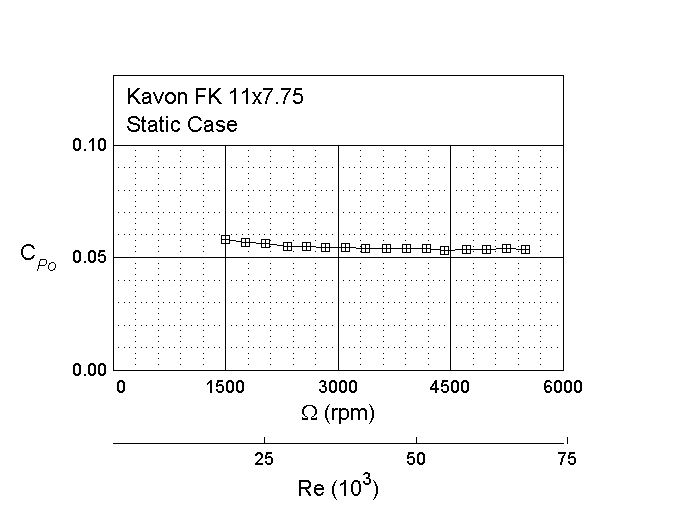 Kavon FK 11x7.75
Static Case
0.10
C_Po 0.05
0.00
0 1500 3000 4500 6000
Ω (rpm)
25 50 75
Re (10³)